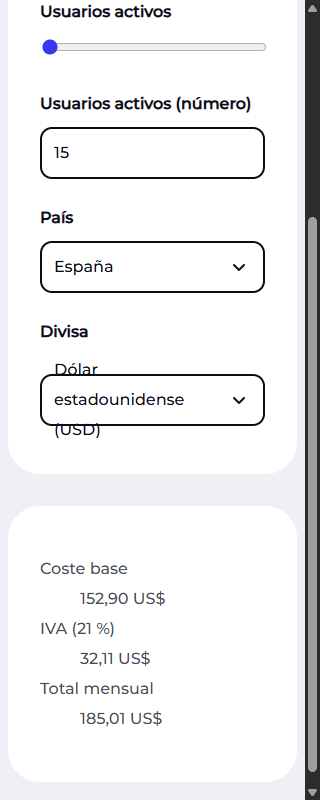 Usuarios activos
Usuarios activos (número)
15
País
España
Divisa
Dólar
estadounidense
(USD)
Coste base
152,90 US$
IVA (21 %)
32,11 US$
Total mensual
185,01 US$